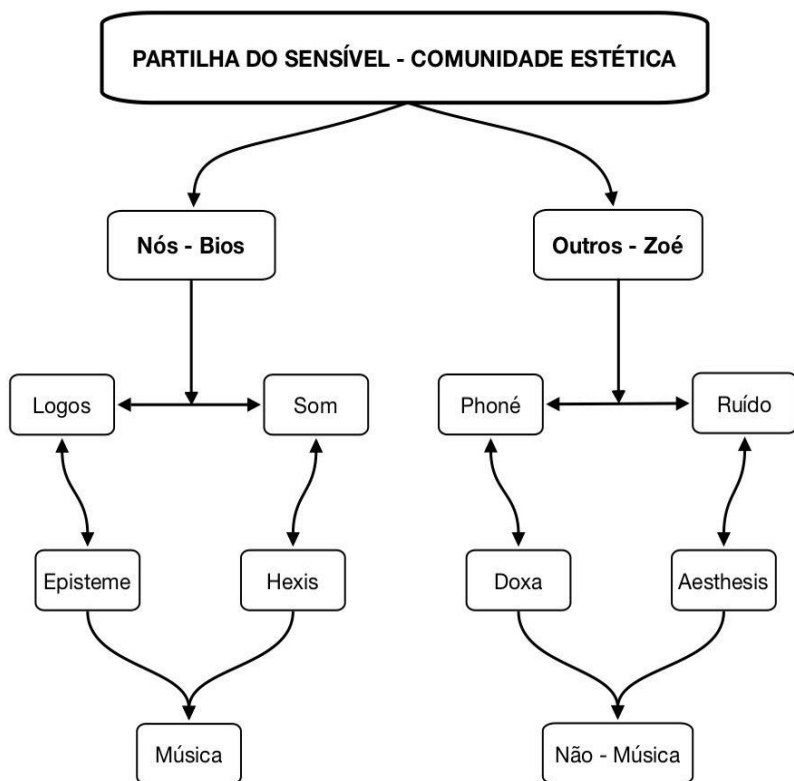 PARTILHA DO SENSÍVEL - COMUNIDADE ESTÉTICA
Nós - Bios
Outros - Zoé
Logos
Som
Phoné
Ruído
Episteme
Hexis
Doxa
Aesthesis
Música
Não - Música